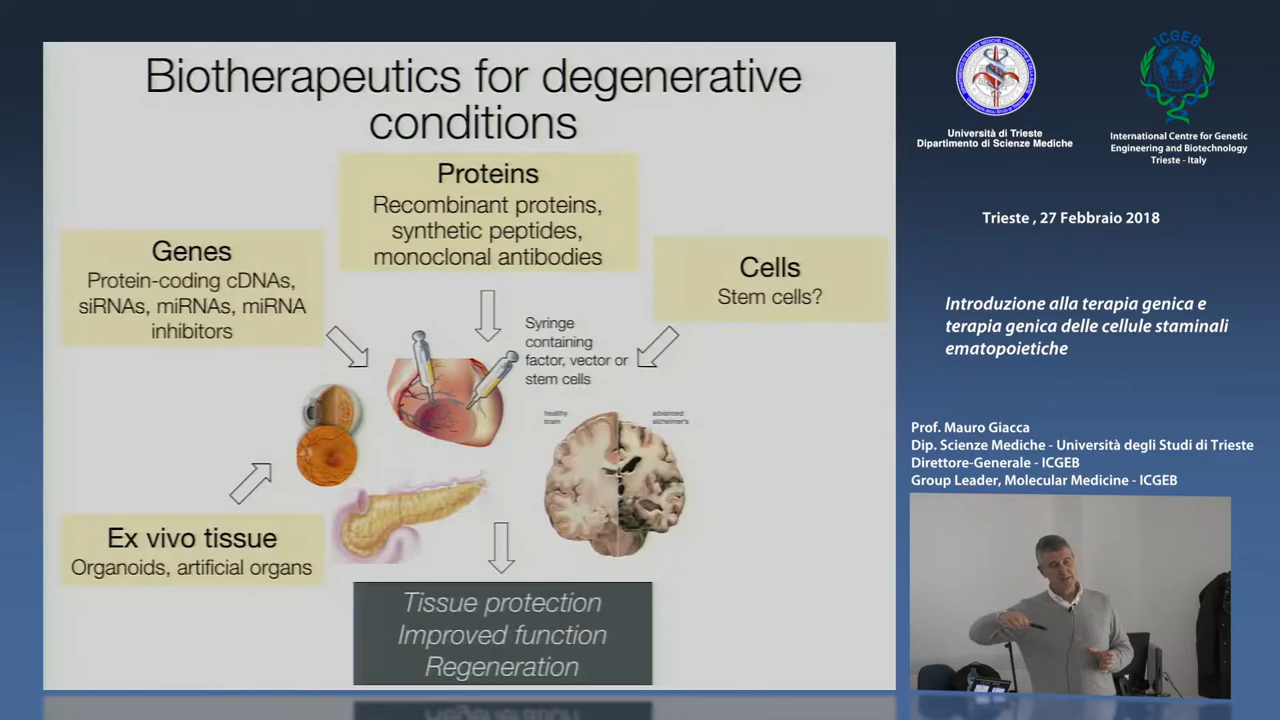 Biotherapeutics for degenerative
conditions
Proteins
Recombinant proteins,
synthetic peptides,
monoclonal antibodies
Genes
Protein-coding cDNAs,
siRNAs, miRNAs, miRNA
inhibitors
Cells
Stem cells?
Syringe
containing
factor, vector or
stem cells
healthy
brain
advanced
alzheimer's
Ex vivo tissue
Organoids, artificial organs
Tissue protection
Improved function
Regeneration
ICGEB
Università di Trieste
Dipartimento di Scienze Mediche
International Centre for Genetic
Engineering and Biotechnology
Trieste - Italy
Trieste , 27 Febbraio 2018
Introduzione alla terapia genica e
terapia genica delle cellule staminali
ematopoietiche
Prof. Mauro Giacca
Dip. Scienze Mediche - Università degli Studi di Trieste
Direttore-Generale - ICGEB
Group Leader, Molecular Medicine - ICGEB